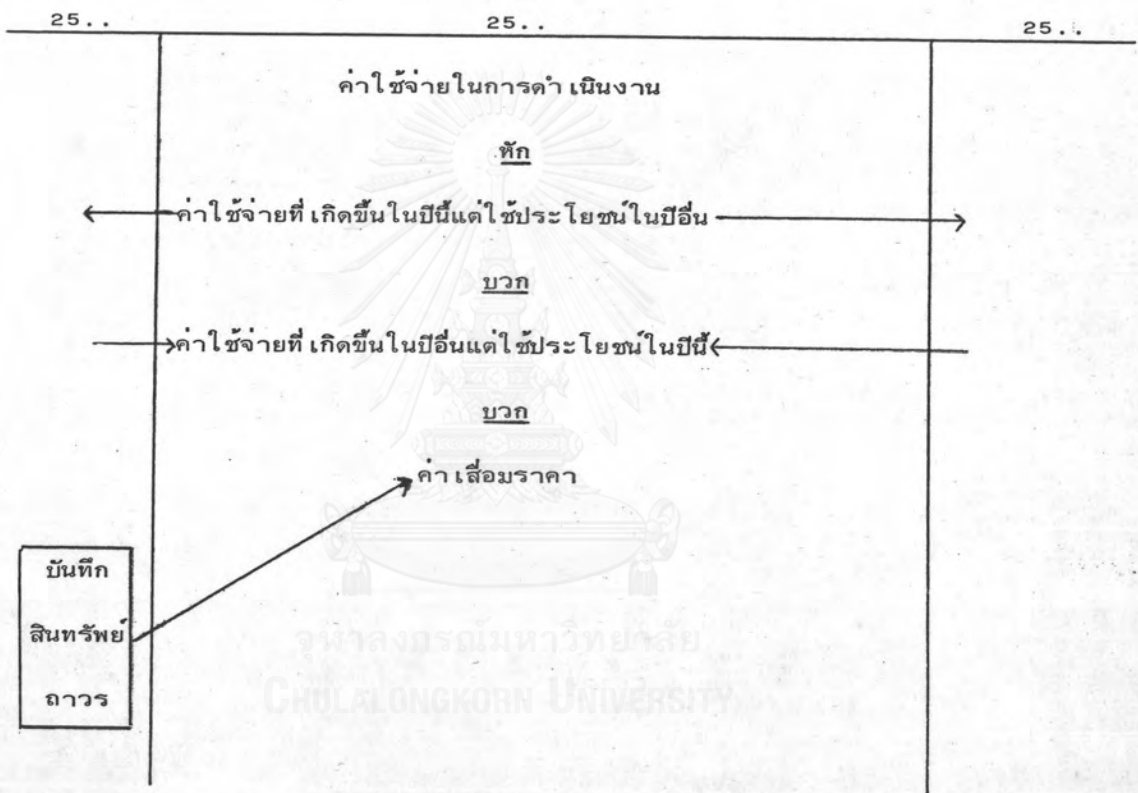 25.. 25.. 25..
ค่าใช้จ่ายในการดำเนินงาน
หัก
ค่าใช้จ่ายที่เกิดขึ้นในปีนี้แต่ใช้ประโยชน์ในปีอื่น
บวก
ค่าใช้จ่ายที่เกิดขึ้นในปีอื่นแต่ใช้ประโยชน์ในปีนี้
บวก
ค่าเสื่อมราคา
บันทึก
สินทรัพย์
ถาวร
จุฬาลงกรณ์มหาวิทยาลัย
CHULALONGKORN UNIVERSITY